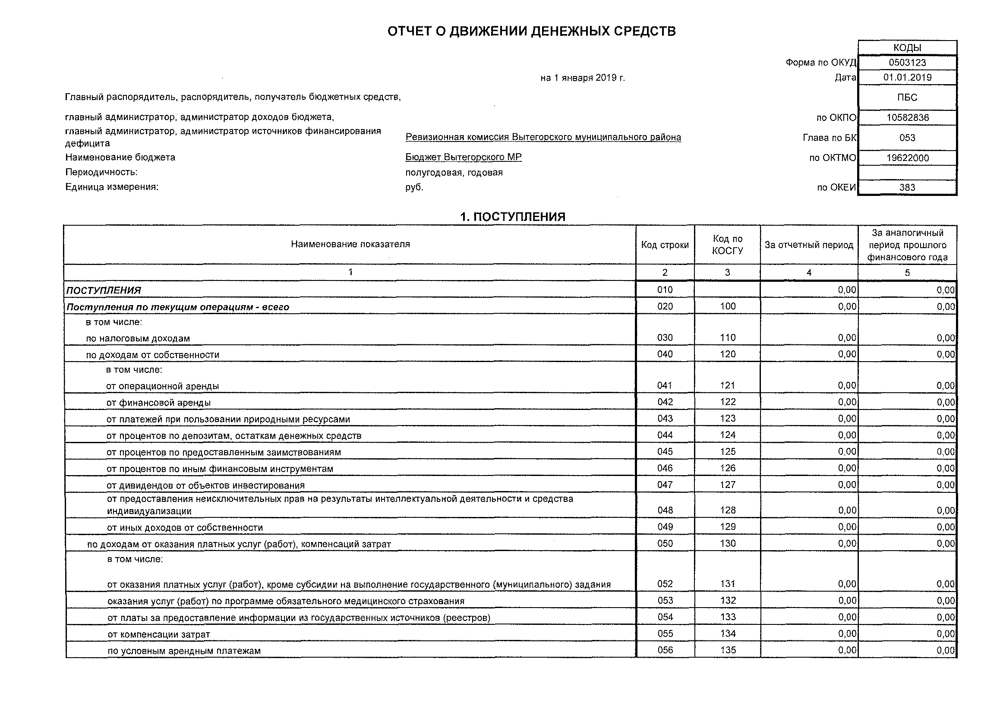 ОТЧЕТ О ДВИЖЕНИИ ДЕНЕЖНЫХ СРЕДСТВ
КОДЫ
Форма по ОКУД 0503123
на 1 января 2019 г. Дата 01.01.2019
Главный распорядитель, распорядитель, получатель бюджетных средств, ПБС
главный администратор, администратор доходов бюджета, по ОКПО 10582836
главный администратор, администратор источников финансирования
дефицита Ревизионная комиссия Вытегорского муниципального района Глава по БК 053
Наименование бюджета Бюджет Вытегорского МР по ОКТМО 19622000
Периодичность: полугодовая, годовая
Единица измерения: руб. по ОКЕИ 383
1. ПОСТУПЛЕНИЯ
Наименование показателя Код строки Код по КОСГУ За отчетный период За аналогичный период прошлого финансового года
1 2 3 4 5
ПОСТУПЛЕНИЯ 010 0,00 0,00
Поступления по текущим операциям - всего 020 100 0,00 0,00
в том числе:
по налоговым доходам 030 110 0,00 0,00
по доходам от собственности 040 120 0,00 0,00
в том числе:
от операционной аренды 041 121 0,00 0,00
от финансовой аренды 042 122 0,00 0,00
от платежей при пользовании природными ресурсами 043 123 0,00 0,00
от процентов по депозитам, остаткам денежных средств 044 124 0,00 0,00
от процентов по предоставленным заимствованиям 045 125 0,00 0,00
от процентов по иным финансовым инструментам 046 126 0,00 0,00
от дивидендов от объектов инвестирования 047 127 0,00 0,00
от предоставления неисключительных прав на результаты интеллектуальной деятельности и средства
индивидуализации 048 128 0,00 0,00
от иных доходов от собственности 049 129 0,00 0,00
по доходам от оказания платных услуг (работ), компенсаций затрат 050 130 0,00 0,00
в том числе:
от оказания платных услуг (работ), кроме субсидии на выполнение государственного (муниципального) задания 052 131 0,00 0,00
оказания услуг (работ) по программе обязательного медицинского страхования 053 132 0,00 0,00
от платы за предоставление информации из государственных источников (реестров) 054 133 0,00 0,00
от компенсации затрат 055 134 0,00 0,00
по условным арендным платежам 056 135 0,00 0,00